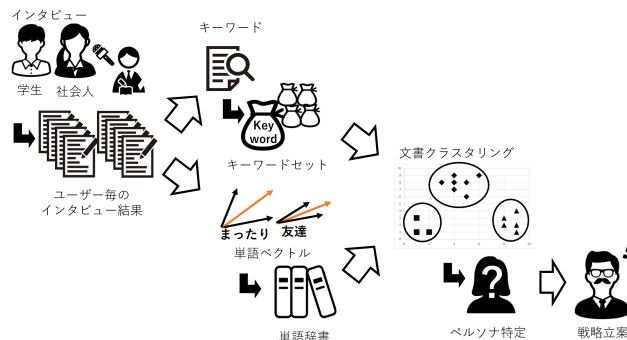 インタビュー
学生
社会人
ユーザー毎の
インタビュー結果
キーワード
Key
word
キーワードセット
まったり
友達
単語ベクトル
単語辞書
文書クラスタリング
ペルソナ特定
戦略立案